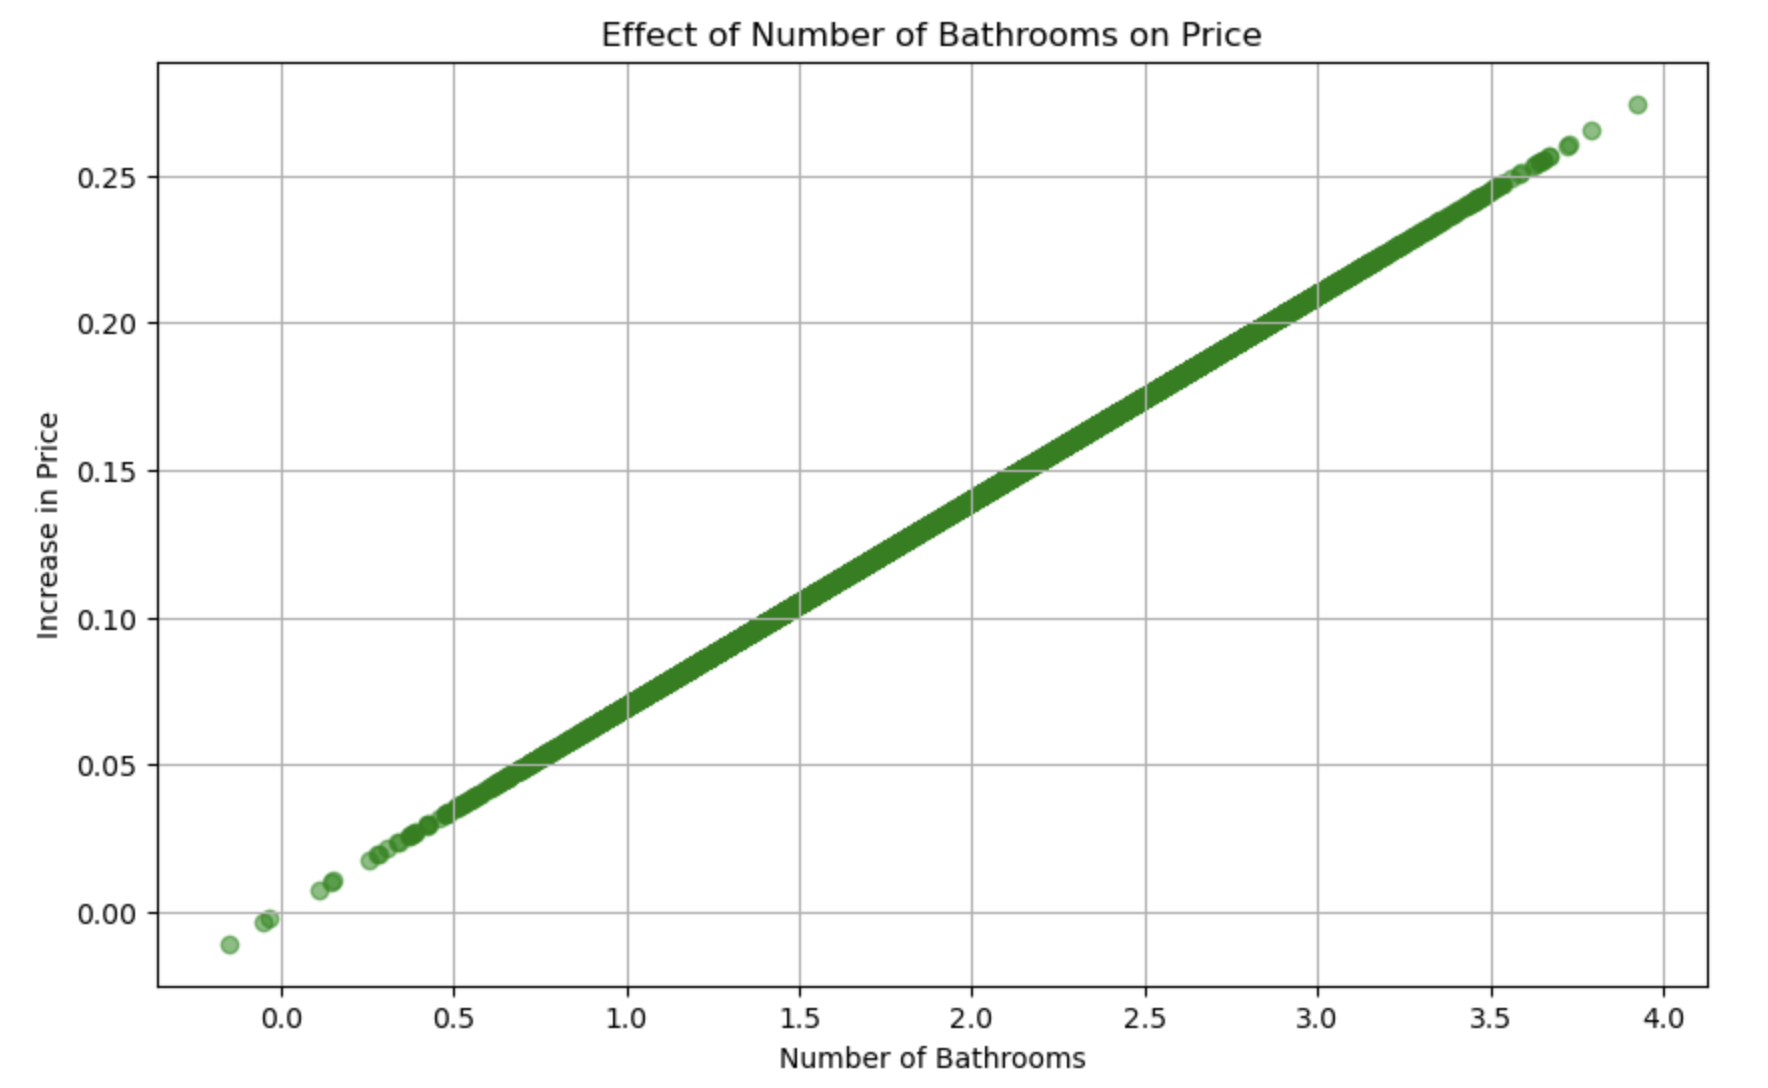 Effect of Number of Bathrooms on Price
Increase in Price
0.25
0.20
0.15
0.10
0.05
0.00
0.0 0.5 1.0 1.5 2.0 2.5 3.0 3.5 4.0
Number of Bathrooms